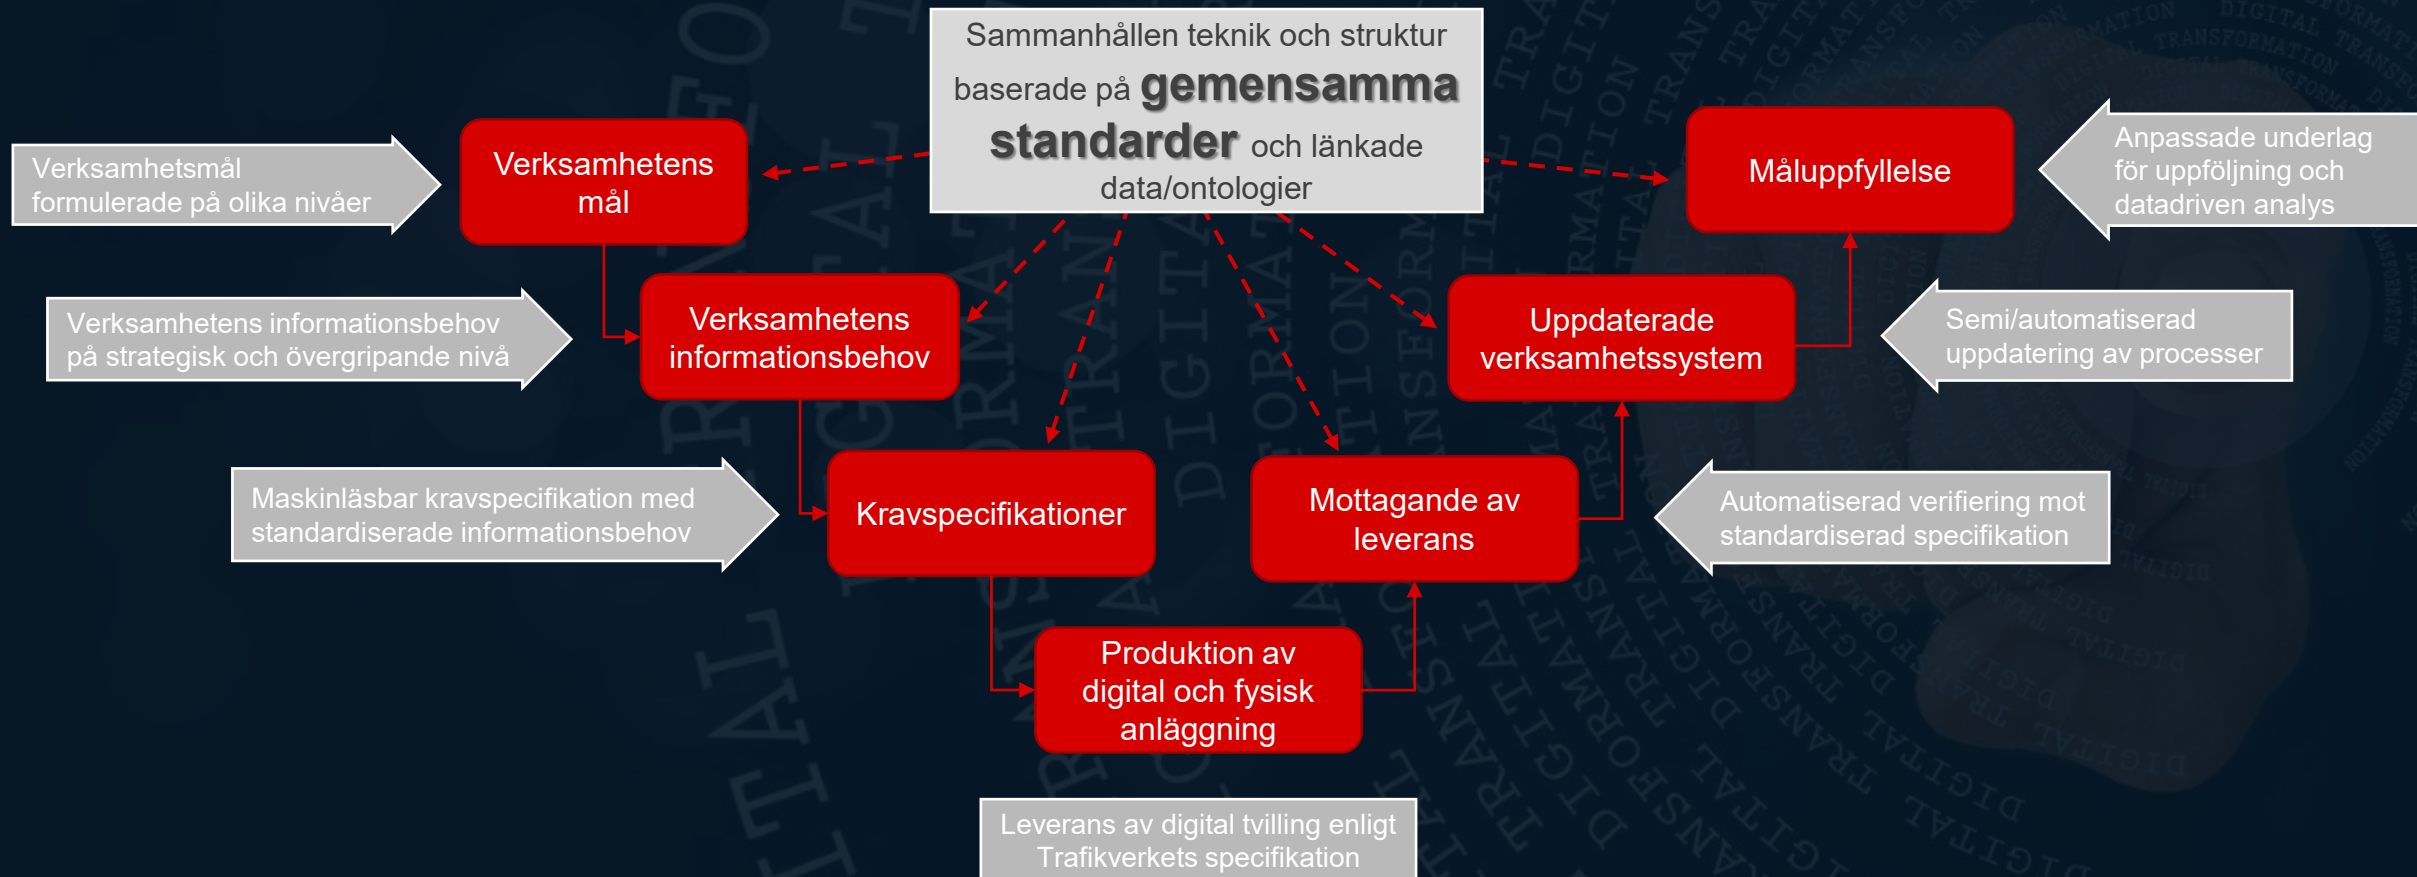 Sammanhållen teknik och struktur
baserade på gemensamma
standarder och länkade
data/ontologier
Verksamhetsmål
formulerade på olika nivåer
Verksamhetens
mål
Måluppfyllelse
Anpassade underlag
för uppföljning och
datadriven analys
Verksamhetens informationsbehov
på strategisk och övergripande nivå
Verksamhetens
informationsbehov
Uppdaterade
verksamhetssystem
Semi/automatiserad
uppdatering av processer
Maskinläsbar kravspecifikation med
standardiserade informationsbehov
Kravspecifikationer
Mottagande av
leverans
Automatiserad verifiering mot
standardiserad specifikation
Produktion av
digital och fysisk
anläggning
Leverans av digital tvilling enligt
Trafikverkets specifikation